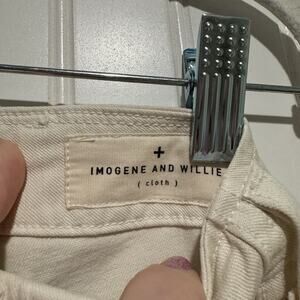 +
IMOGENE AND WILLIE
( cloth )